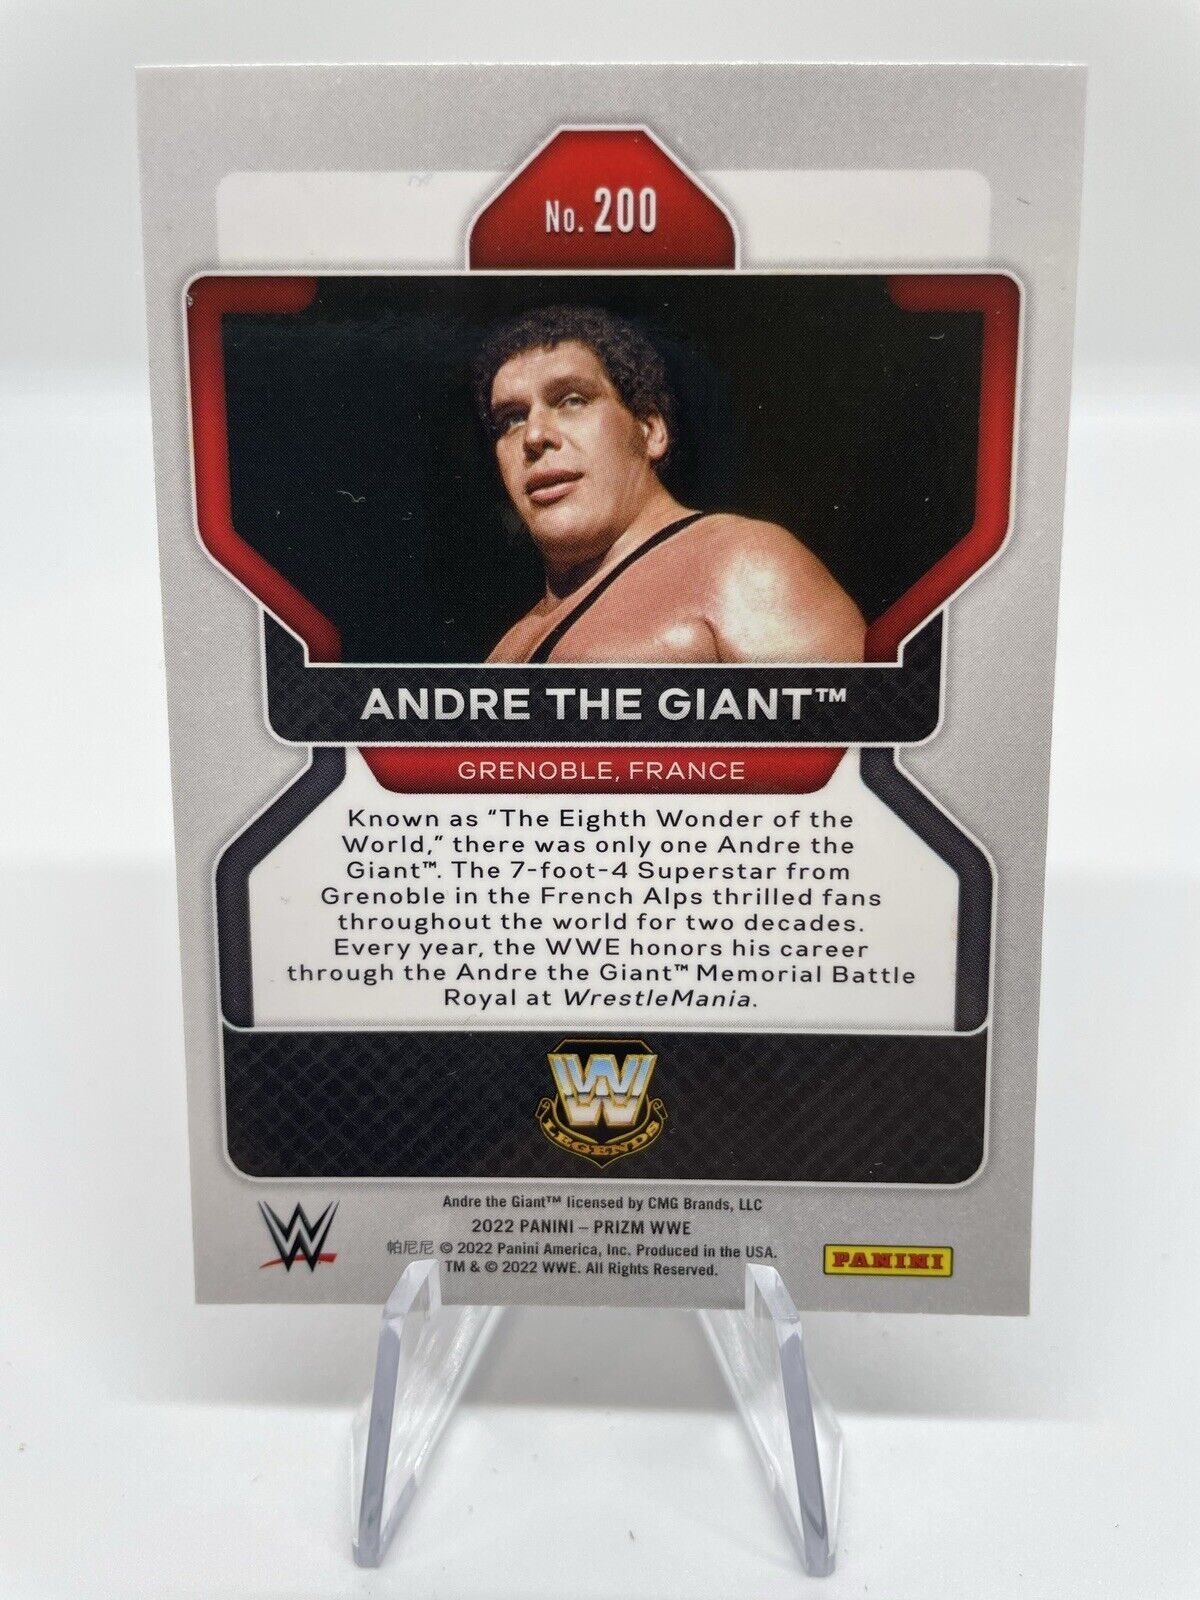 No. 200
ANDRE THE GIANT™
GRENOBLE, FRANCE
Known as "The Eighth Wonder of the
World," there was only one Andre the
Giant™. The 7-foot-4 Superstar from
Grenoble in the French Alps thrilled fans
throughout the world for two decades.
Every year, the WWE honors his career
through the Andre the Giant™ Memorial Battle
Royal at WrestleMania.
W
LEGENDS
Andre the Giant™ licensed by CMG Brands, LLC
2022 PANINI – PRIZM WWE
帕尼尼 © 2022 Panini America, Inc. Produced in the USA.
TM & © 2022 WWE. All Rights Reserved.
W
PANINI